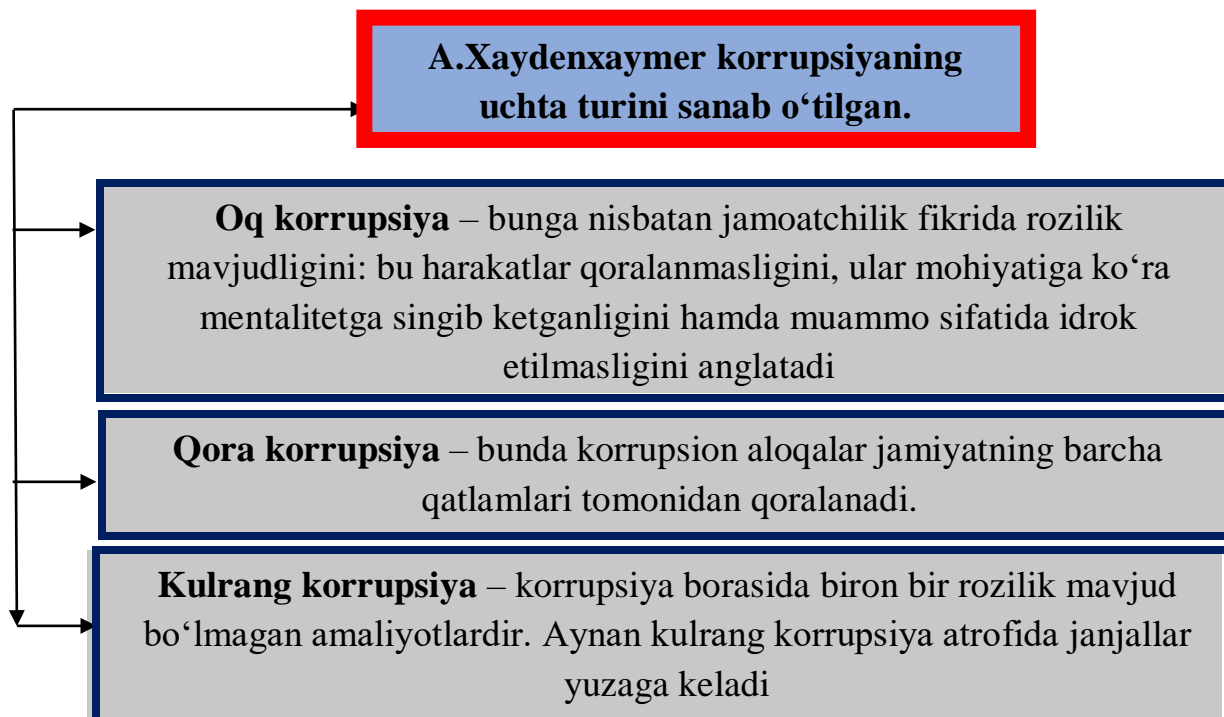 A.Xaydenxaymer korrupsiyaning
uchta turini sanab o‘tilgan.
Oq korrupsiya – bunga nisbatan jamoatchilik fikrida rozilik
mavjudligini: bu harakatlar qoralanmasligini, ular mohiyatiga ko‘ra
mentalitetga singib ketganligini hamda muammo sifatida idrok
etilmasligini anglatadi
Qora korrupsiya – bunda korrupsion aloqalar jamiyatning barcha
qatlamlari tomonidan qoralanadi.
Kulrang korrupsiya – korrupsiya borasida biron bir rozilik mavjud
bo‘lmagan amaliyotlardir. Aynan kulrang korrupsiya atrofida janjallar
yuzaga keladi